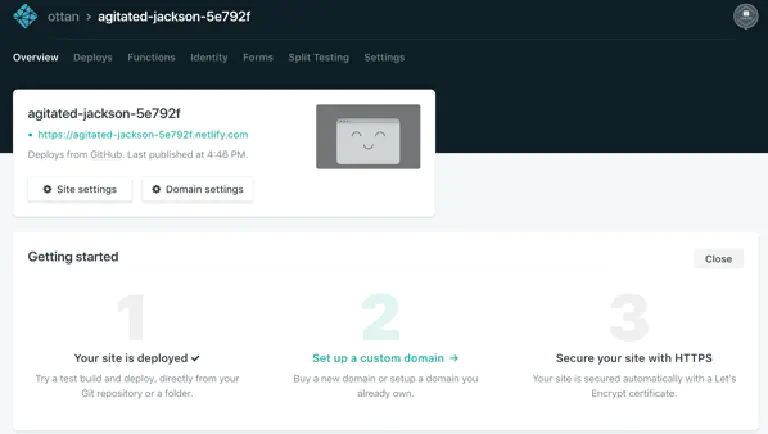 ottan > agitated-jackson-5e792f
Overview Deploys Functions Identity Forms Split Testing Settings
agitated-jackson-5e792f
https://agitated-jackson-5e792f.netlify.com
Deploys from GitHub. Last published at 4:46 PM.
Site settings Domain settings
Getting started
Close
1
Your site is deployed ✔
Try a test build and deploy, directly from your
Git repository or a folder.
2
Set up a custom domain →
Buy a new domain or setup a domain you
already own.
3
Secure your site with HTTPS
Your site is secured automatically with a Let's
Encrypt certificate.